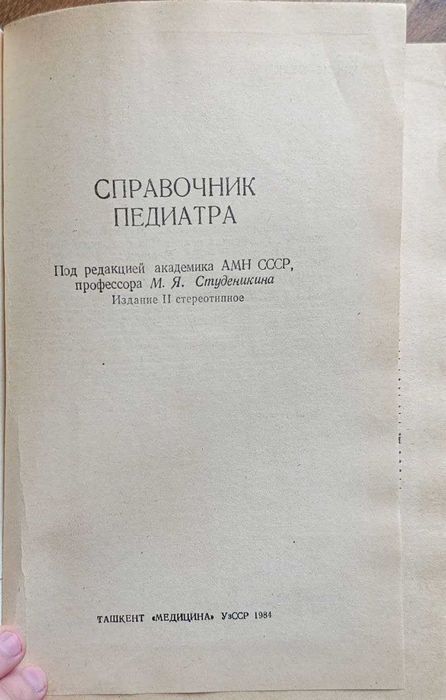 СПРАВОЧНИК
ПЕДИАТРА
Под редакцией академика АМН СССР,
профессора М. Я. Студеникина
Издание II стереотипное
ТАШКЕНТ «МЕДИЦИНА» УзССР 1984